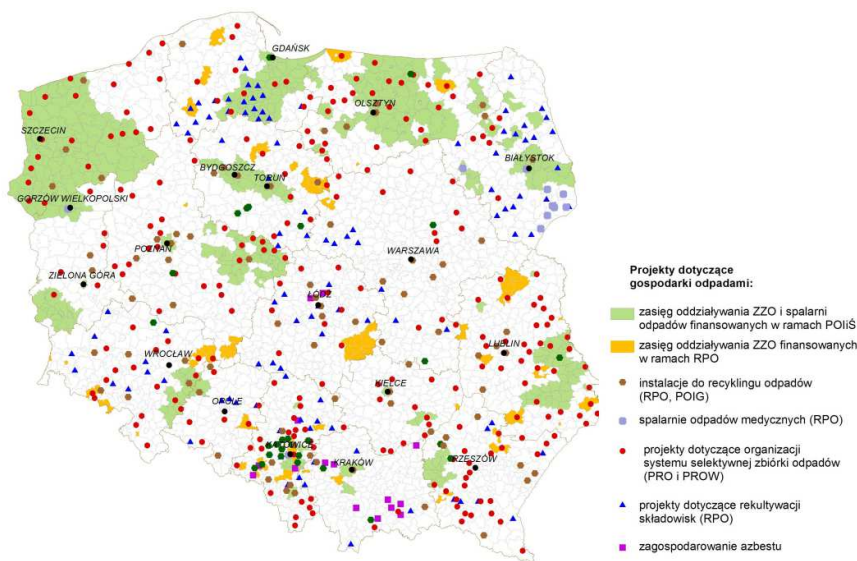 GDAŃSK
OLSZTYN
SZCZECIN
BIAŁYSTOK
BYDGOSZCZ
TORUŃ
GORZÓW WIELKOPOLSKI
POZNAŃ
WARSZAWA
ZIELONA GÓRA
ŁÓDŹ
WROCŁAW
LUBLIN
KIELCE
OPOLE
KATOWICE
KRAKÓW
RZESZÓW
Projekty dotyczące
gospodarki odpadami:
zasięg oddziaływania ZZO i spalarni
odpadów finansowanych w ramach POIiŚ
zasięg oddziaływania ZZO finansowanych
w ramach RPO
instalacje do recyklingu odpadów
(RPO, POIG)
spalarnie odpadów medycznych (RPO)
projekty dotyczące organizacji
systemu selektywnej zbiórki odpadów
(PRO i PROW)
projekty dotyczące rekultywacji
składowisk (RPO)
zagospodarowanie azbestu